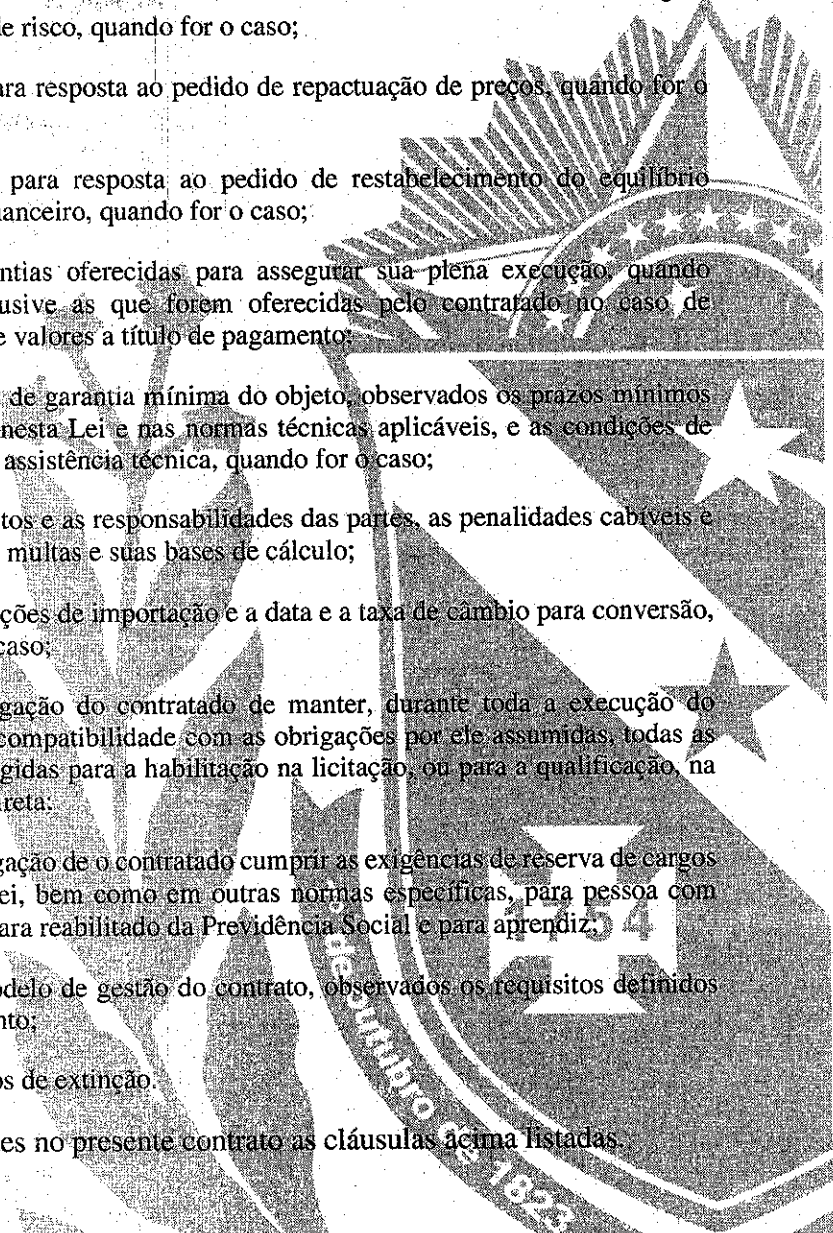 e risco, quando for o caso;
ara resposta ao pedido de repactuação de preços, quando for o
para resposta ao pedido de restabelecimento do equilíbrio
nanceiro, quando for o caso;
ntias oferecidas para assegurar sua plena execução, quando
usive as que forem oferecidas pelo contratado no caso de
e valores a título de pagamento;
de garantia mínima do objeto, observados os prazos mínimos
nesta Lei e nas normas técnicas aplicáveis, e as condições de
assistência técnica, quando for o caso;
tos e as responsabilidades das partes, as penalidades cabíveis e
multas e suas bases de cálculo;
ções de importação e a data e a taxa de câmbio para conversão,
caso;
gação do contratado de manter, durante toda a execução do
compatibilidade com as obrigações por ele assumidas, todas as
gidas para a habilitação na licitação, ou para a qualificação, na
reta;
gação de o contratado cumprir as exigências de reserva de cargos
ei, bem como em outras normas específicas, para pessoa com
ara reabilitado da Previdência Social e para aprendiz;
odelo de gestão do contrato, observados os requisitos definidos
nto;
os de extinção.
es no presente contrato as cláusulas acima listadas.
de outubro de 1823